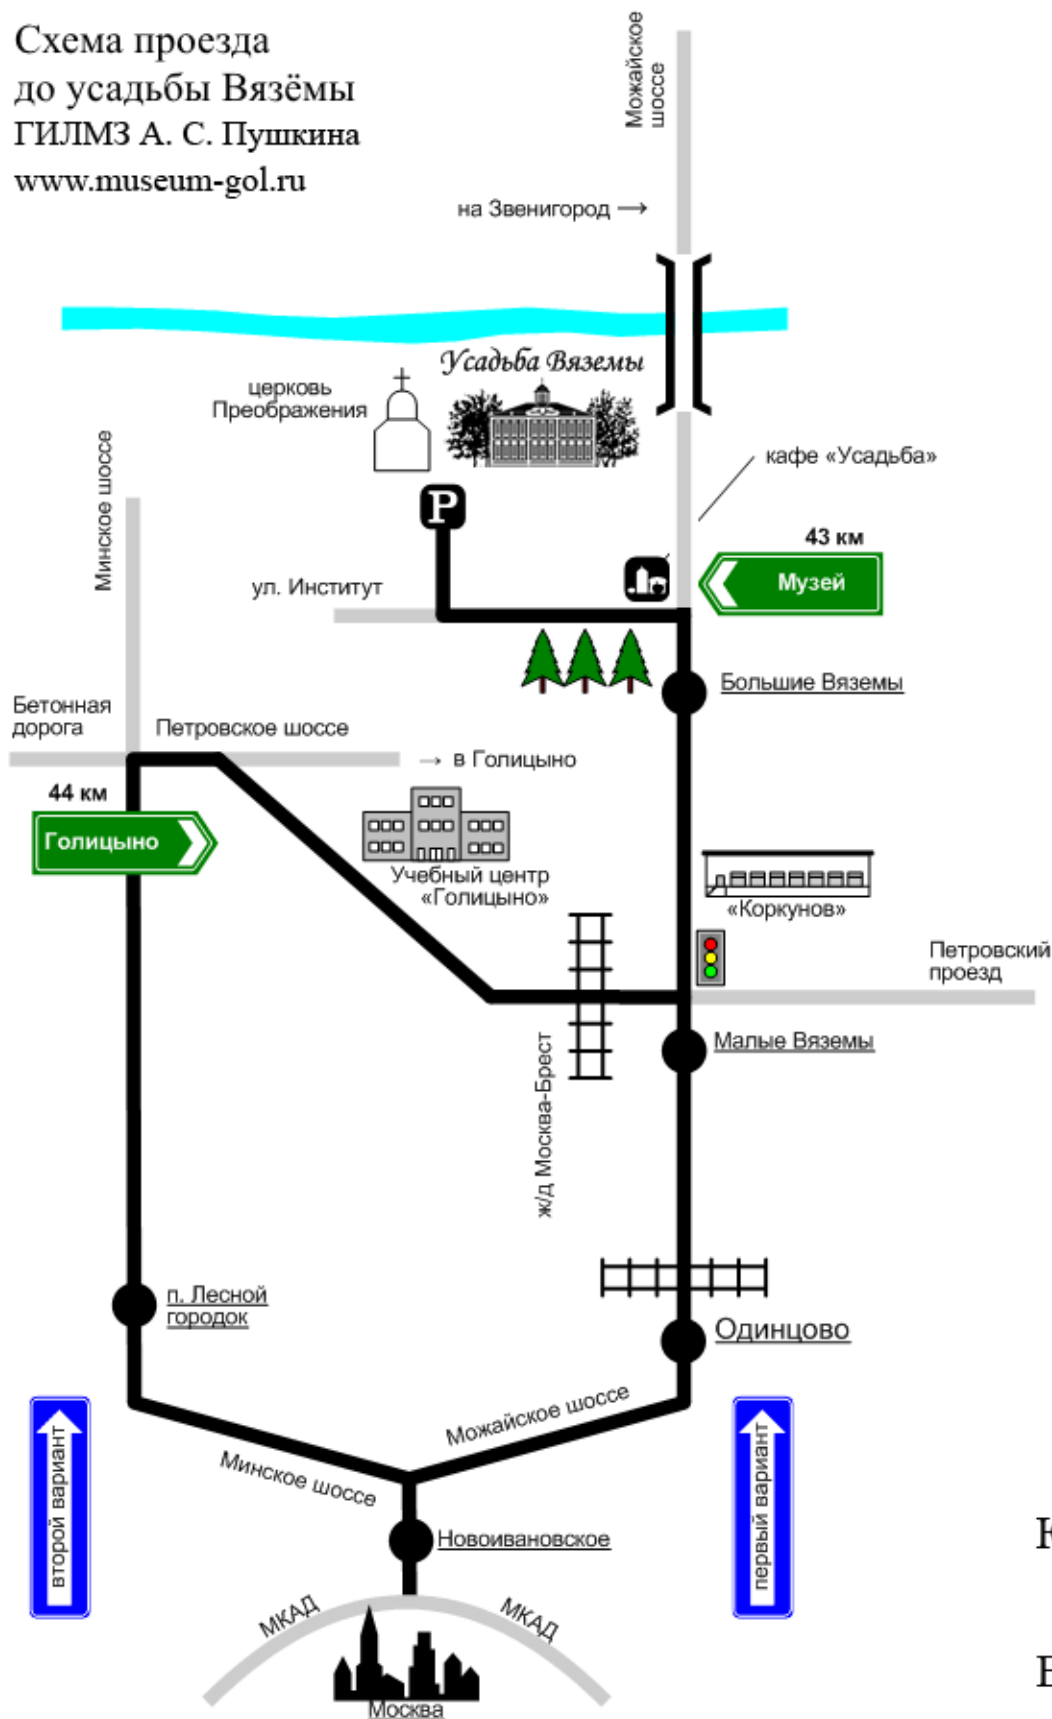 Схема проезда
до усадьбы Вязёмы
ГИЛМЗ А. С. Пушкина
www.museum-gol.ru
Можайское
шоссе
на Звенигород →
Усадьба Вяземы
церковь
Преображения
кафе «Усадьба»
Минское шоссе
P
43 км
Музей
ул. Институт
Большие Вяземы
Бетонная
дорога
Петровское шоссе
→ в Голицыно
44 км
Голицыно
Учебный центр
«Голицыно»
«Коркунов»
Петровский
проезд
Малые Вяземы
ж/д Москва-Брест
п. Лесной
городок
Одинцово
второй вариант
Минское шоссе
Можайское шоссе
первый вариант
Новоивановское
МКАД
МКАД
Москва